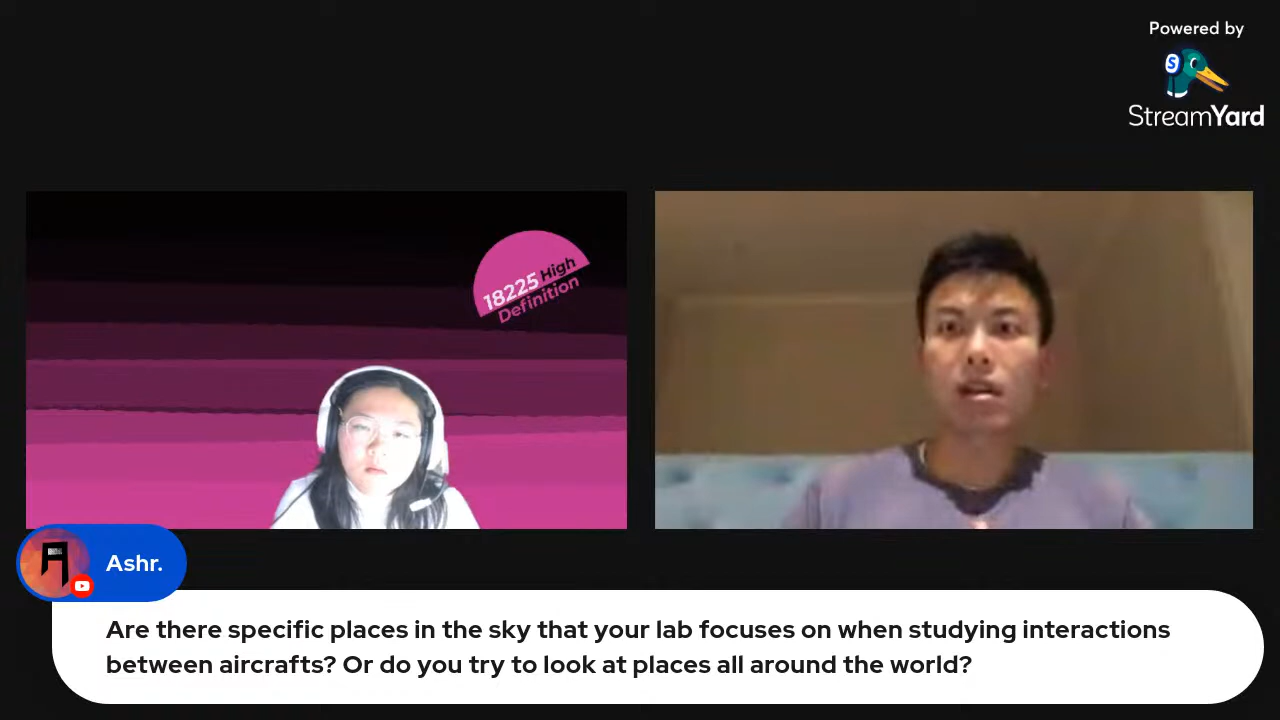 Powered by
S
StreamYard
18225 High
Definition
Ashr.
Are there specific places in the sky that your lab focuses on when studying interactions
between aircrafts? Or do you try to look at places all around the world?